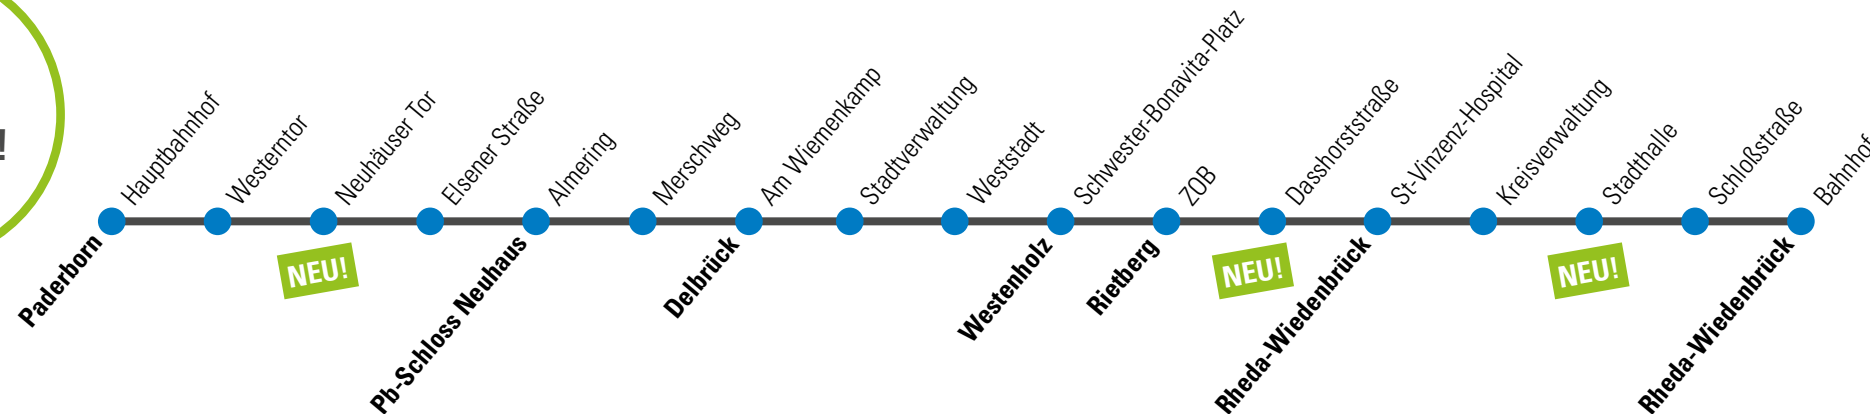 !
Hauptbahnhof
Westerntor
Neuhäuser Tor
Elsener Straße
Almering
Merschweg
Am Wiemenkamp
Stadtverwaltung
Weststadt
Schwester-Bonavita-Platz
ZOB
Dasshorststraße
St-Vinzenz-Hospital
Kreisverwaltung
Stadthalle
Schloßstraße
Bahnhof
Paderborn
NEU!
Pb-Schloss Neuhaus
Delbrück
Westenholz
Rietberg
NEU!
Rheda-Wiedenbrück
NEU!
Rheda-Wiedenbrück